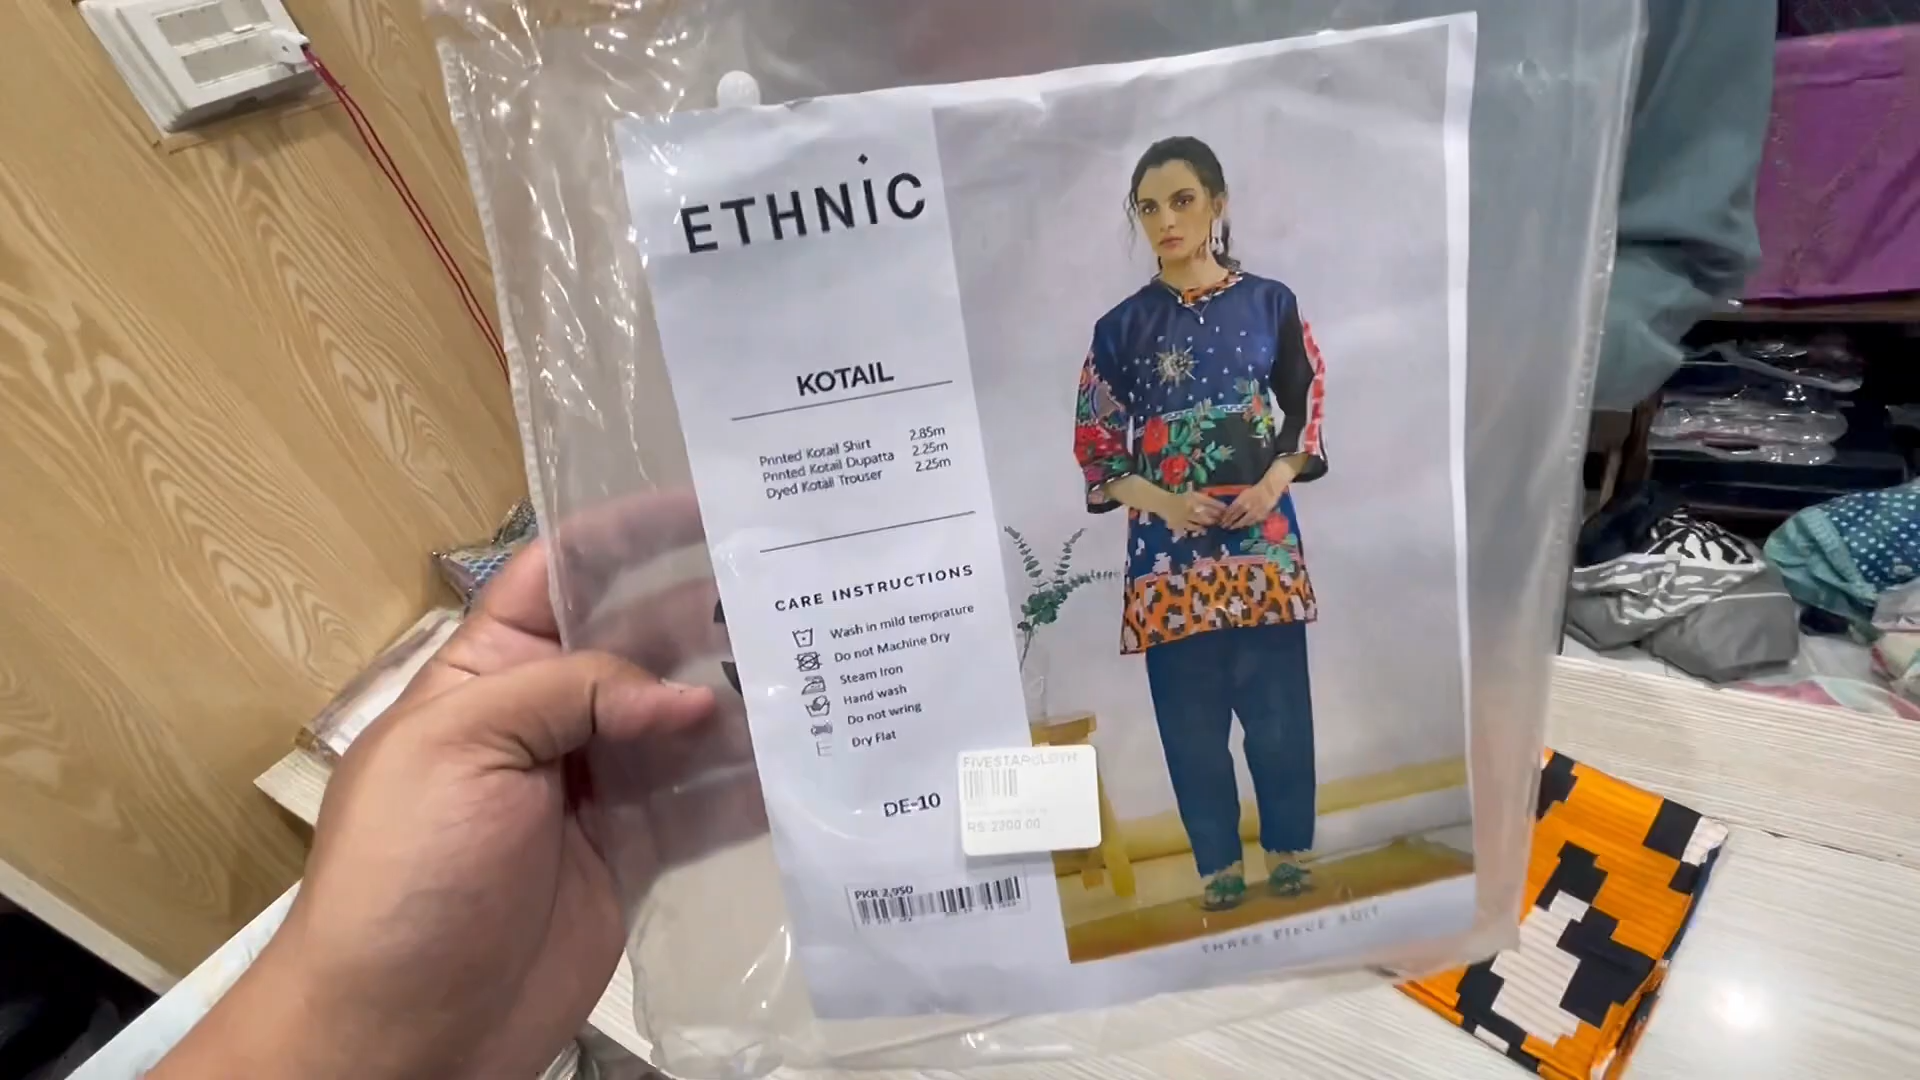 ETHNIC
KOTAIL
Printed Kotail Shirt 2.85m
Printed Kotail Dupatta 2.25m
Dyed Kotail Trouser 2.25m
CARE INSTRUCTIONS
Wash in mild temprature
Do not Machine Dry
Steam Iron
Hand wash
Do not wring
Dry Flat
DE-10
FIVESTARCLOTH
RS:2300.00
PKR 2,950
THREE PIECE SUIT